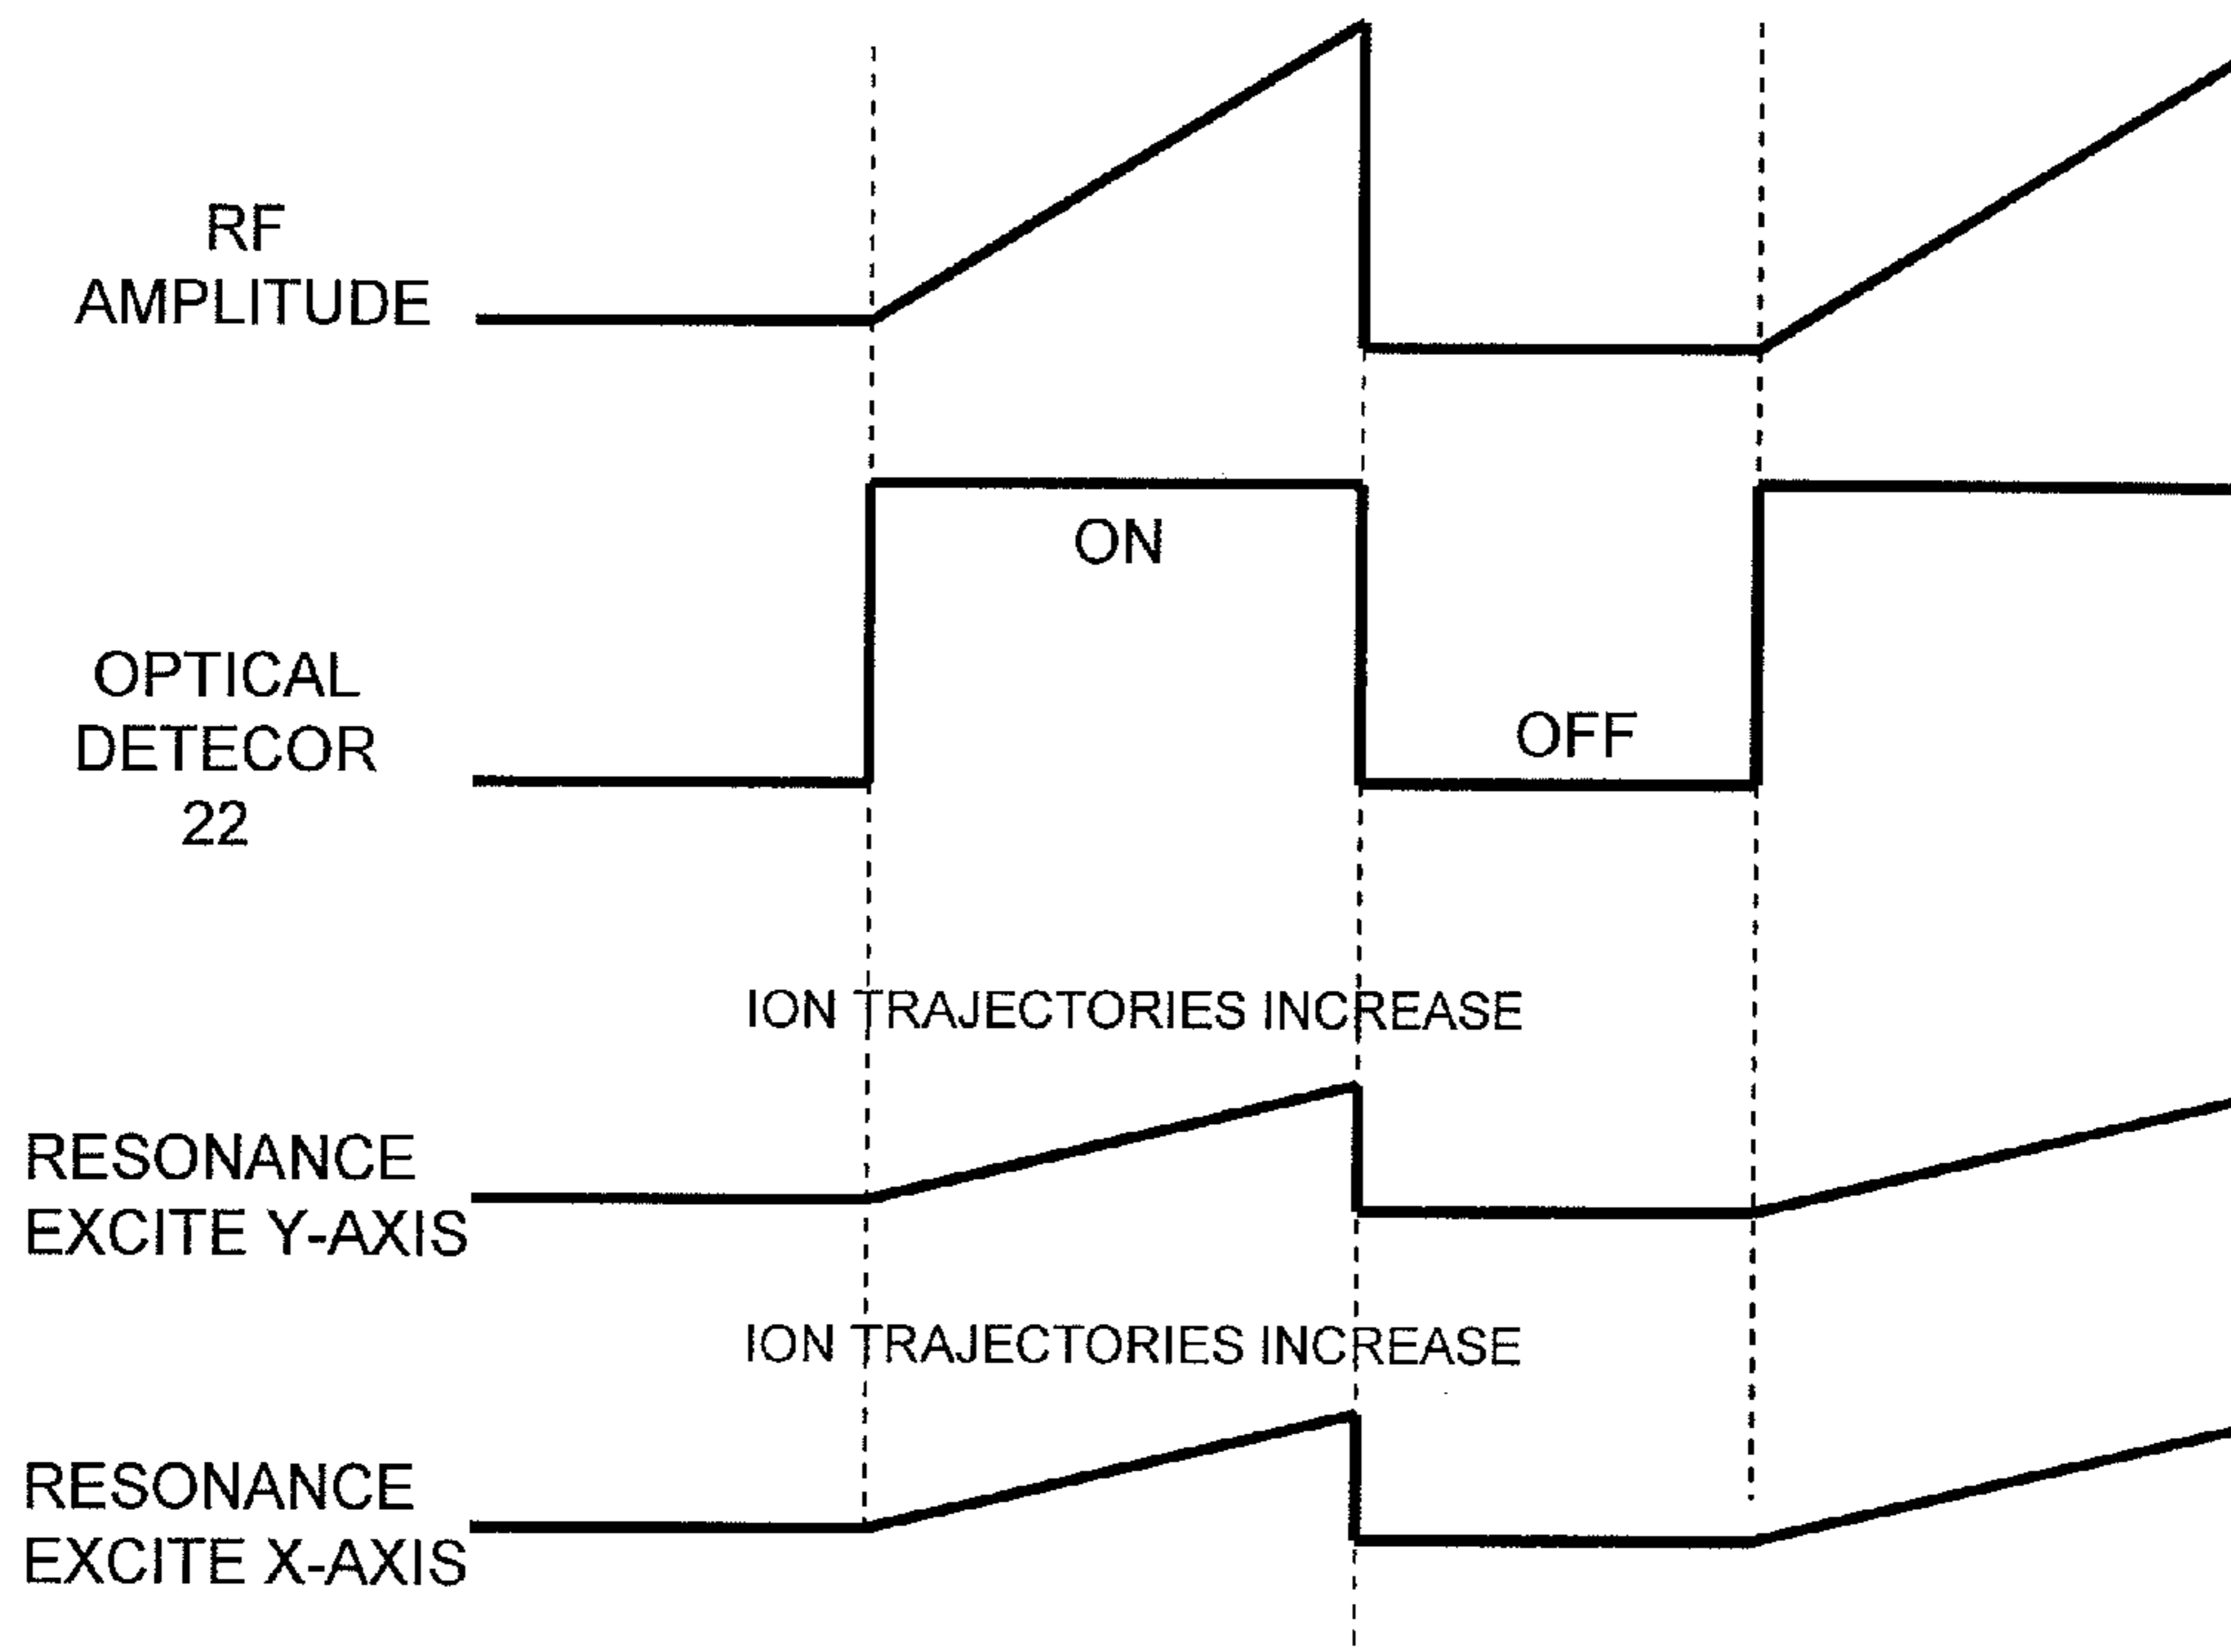 RF
AMPLITUDE
ON
OPTICAL
DETECOR
22
OFF
ION TRAJECTORIES INCREASE
RESONANCE
EXCITE Y-AXIS
ION TRAJECTORIES INCREASE
RESONANCE
EXCITE X-AXIS